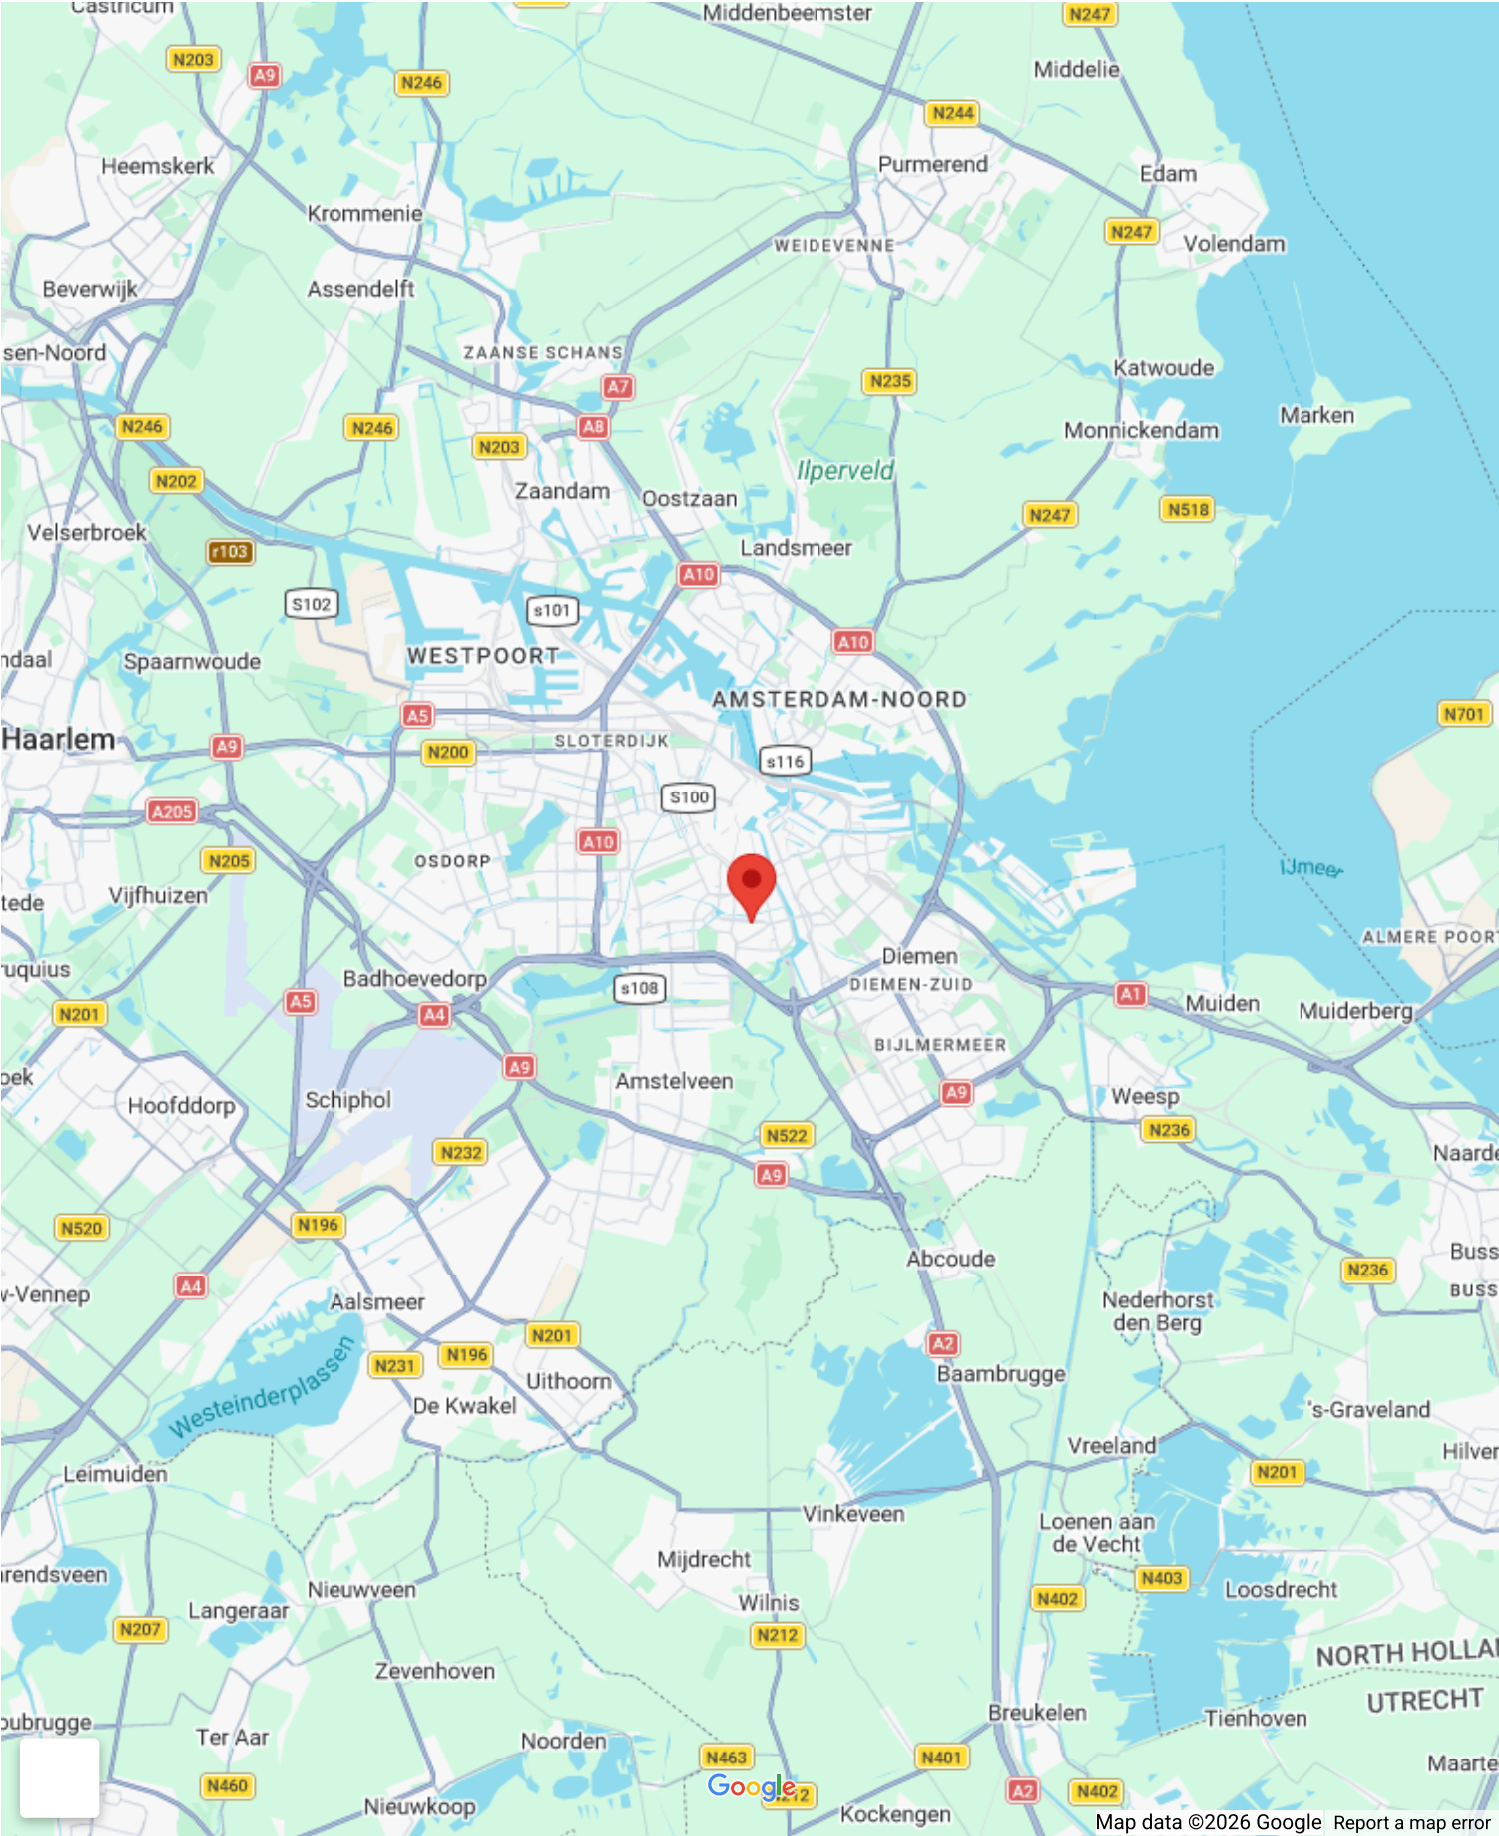 Castricum
Middenbeemster
N247
N203
A9
N246
Middelie
N244
Heemskerk
Purmerend
Edam
Krommenie
N247
WEIDEVENNE
Volendam
Beverwijk
Assendelft
sen-Noord
ZAANSE SCHANS
Katwoude
A7
N235
Marken
N246
N246
A8
Monnickendam
N203
Ilperveld
N202
Zaandam
Oostzaan
N247
N518
Velserbroek
r103
Landsmeer
A10
S102
s101
A10
ndaal
Spaarnwoude
WESTPOORT
AMSTERDAM-NOORD
A5
N701
Haarlem
A9
N200
SLOTERDIJK
s116
S100
A205
A10
N205
OSDORP
IJmeer
tede
Vijfhuizen
ALMERE POORT
Diemen
ruquius
Badhoevedorp
s108
DIEMEN-ZUID
A5
A1
Muiden
N201
A4
Muiderberg
BIJLMERMEER
A9
oek
Amstelveen
A9
Schiphol
Hoofddorp
Weesp
N522
N236
N232
Naarde
A9
N520
N196
Abcoude
Buss
N236
A4
w-Vennep
Aalsmeer
BUSS
Nederhorst
den Berg
N201
A2
N231
N196
Westeinderplassen
Uithoorn
Baambrugge
De Kwakel
's-Graveland
Vreeland
Hilver
Leimuiden
N201
Vinkeveen
Loenen aan
de Vecht
Mijdrecht
arendsveen
Nieuwveen
N403
Loosdrecht
N402
Langeraar
Wilnis
N207
N212
NORTH HOLLA
Zevenhoven
UTRECHT
Breukelen
Tienhoven
oubrugge
Ter Aar
Noorden
N463
N401
Maarte
N460
Google
N212
A2
N402
Nieuwkoop
Kockengen
Map data ©2026 Google
Report a map error